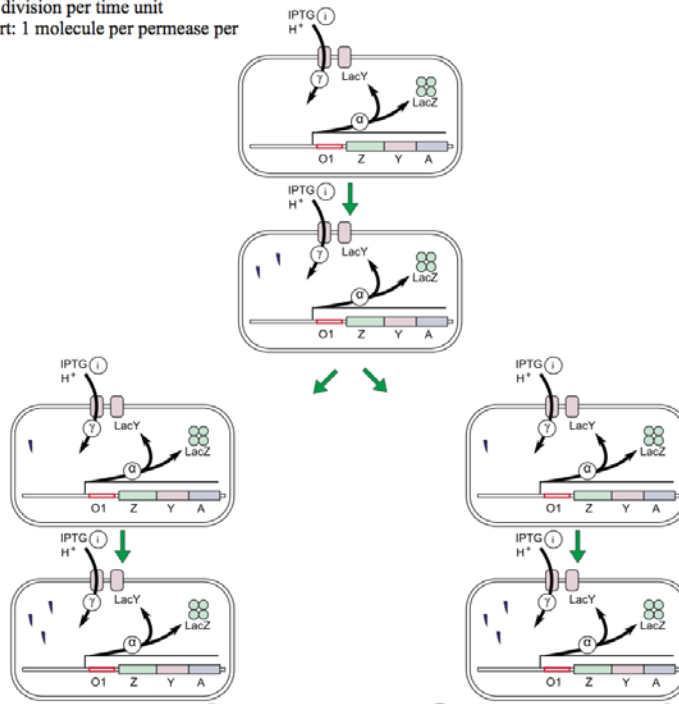 division per time unit
rt: 1 molecule per permease per
IPTG i
H+
γ
LacY
LacZ
α
O1 Z Y A
IPTG i
H+
γ
LacY
LacZ
α
O1 Z Y A
IPTG i
H+
γ
LacY
LacZ
α
O1 Z Y A
IPTG i
H+
γ
LacY
LacZ
α
O1 Z Y A
IPTG i
H+
γ
LacY
LacZ
α
O1 Z Y A
IPTG i
H+
γ
LacY
LacZ
α
O1 Z Y A